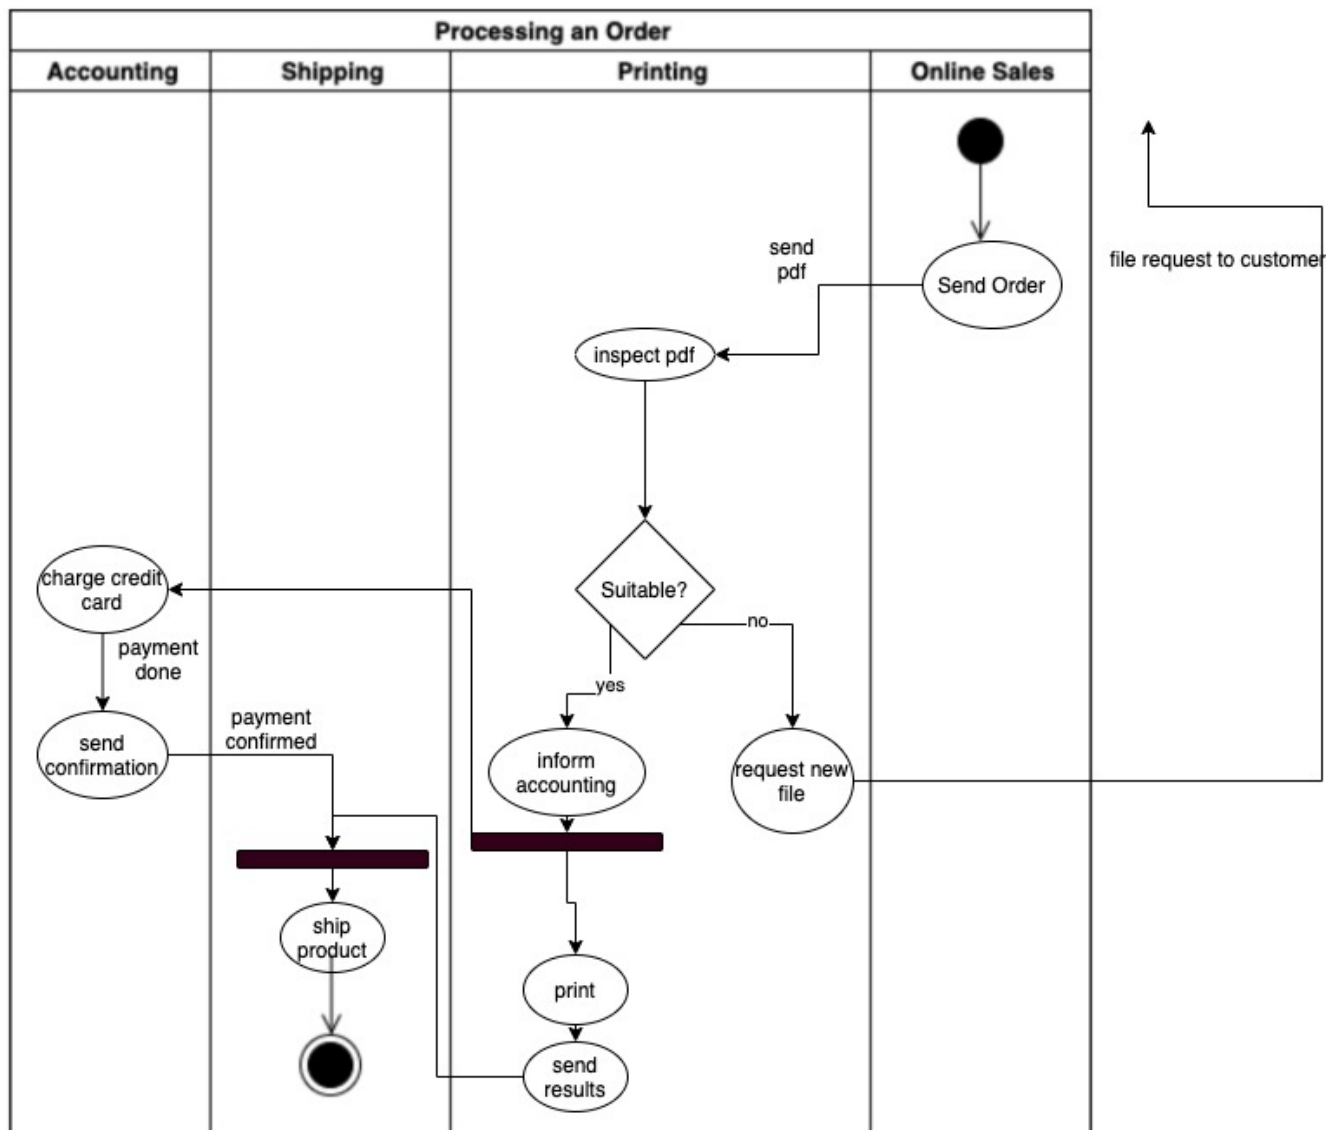 Processing an Order
Accounting
Shipping
Printing
Online Sales
send
pdf
Send Order
file request to customer
inspect pdf
Suitable?
charge credit
card
no
payment
done
yes
payment
confirmed
send
confirmation
inform
accounting
request new
file
ship
product
print
send
results